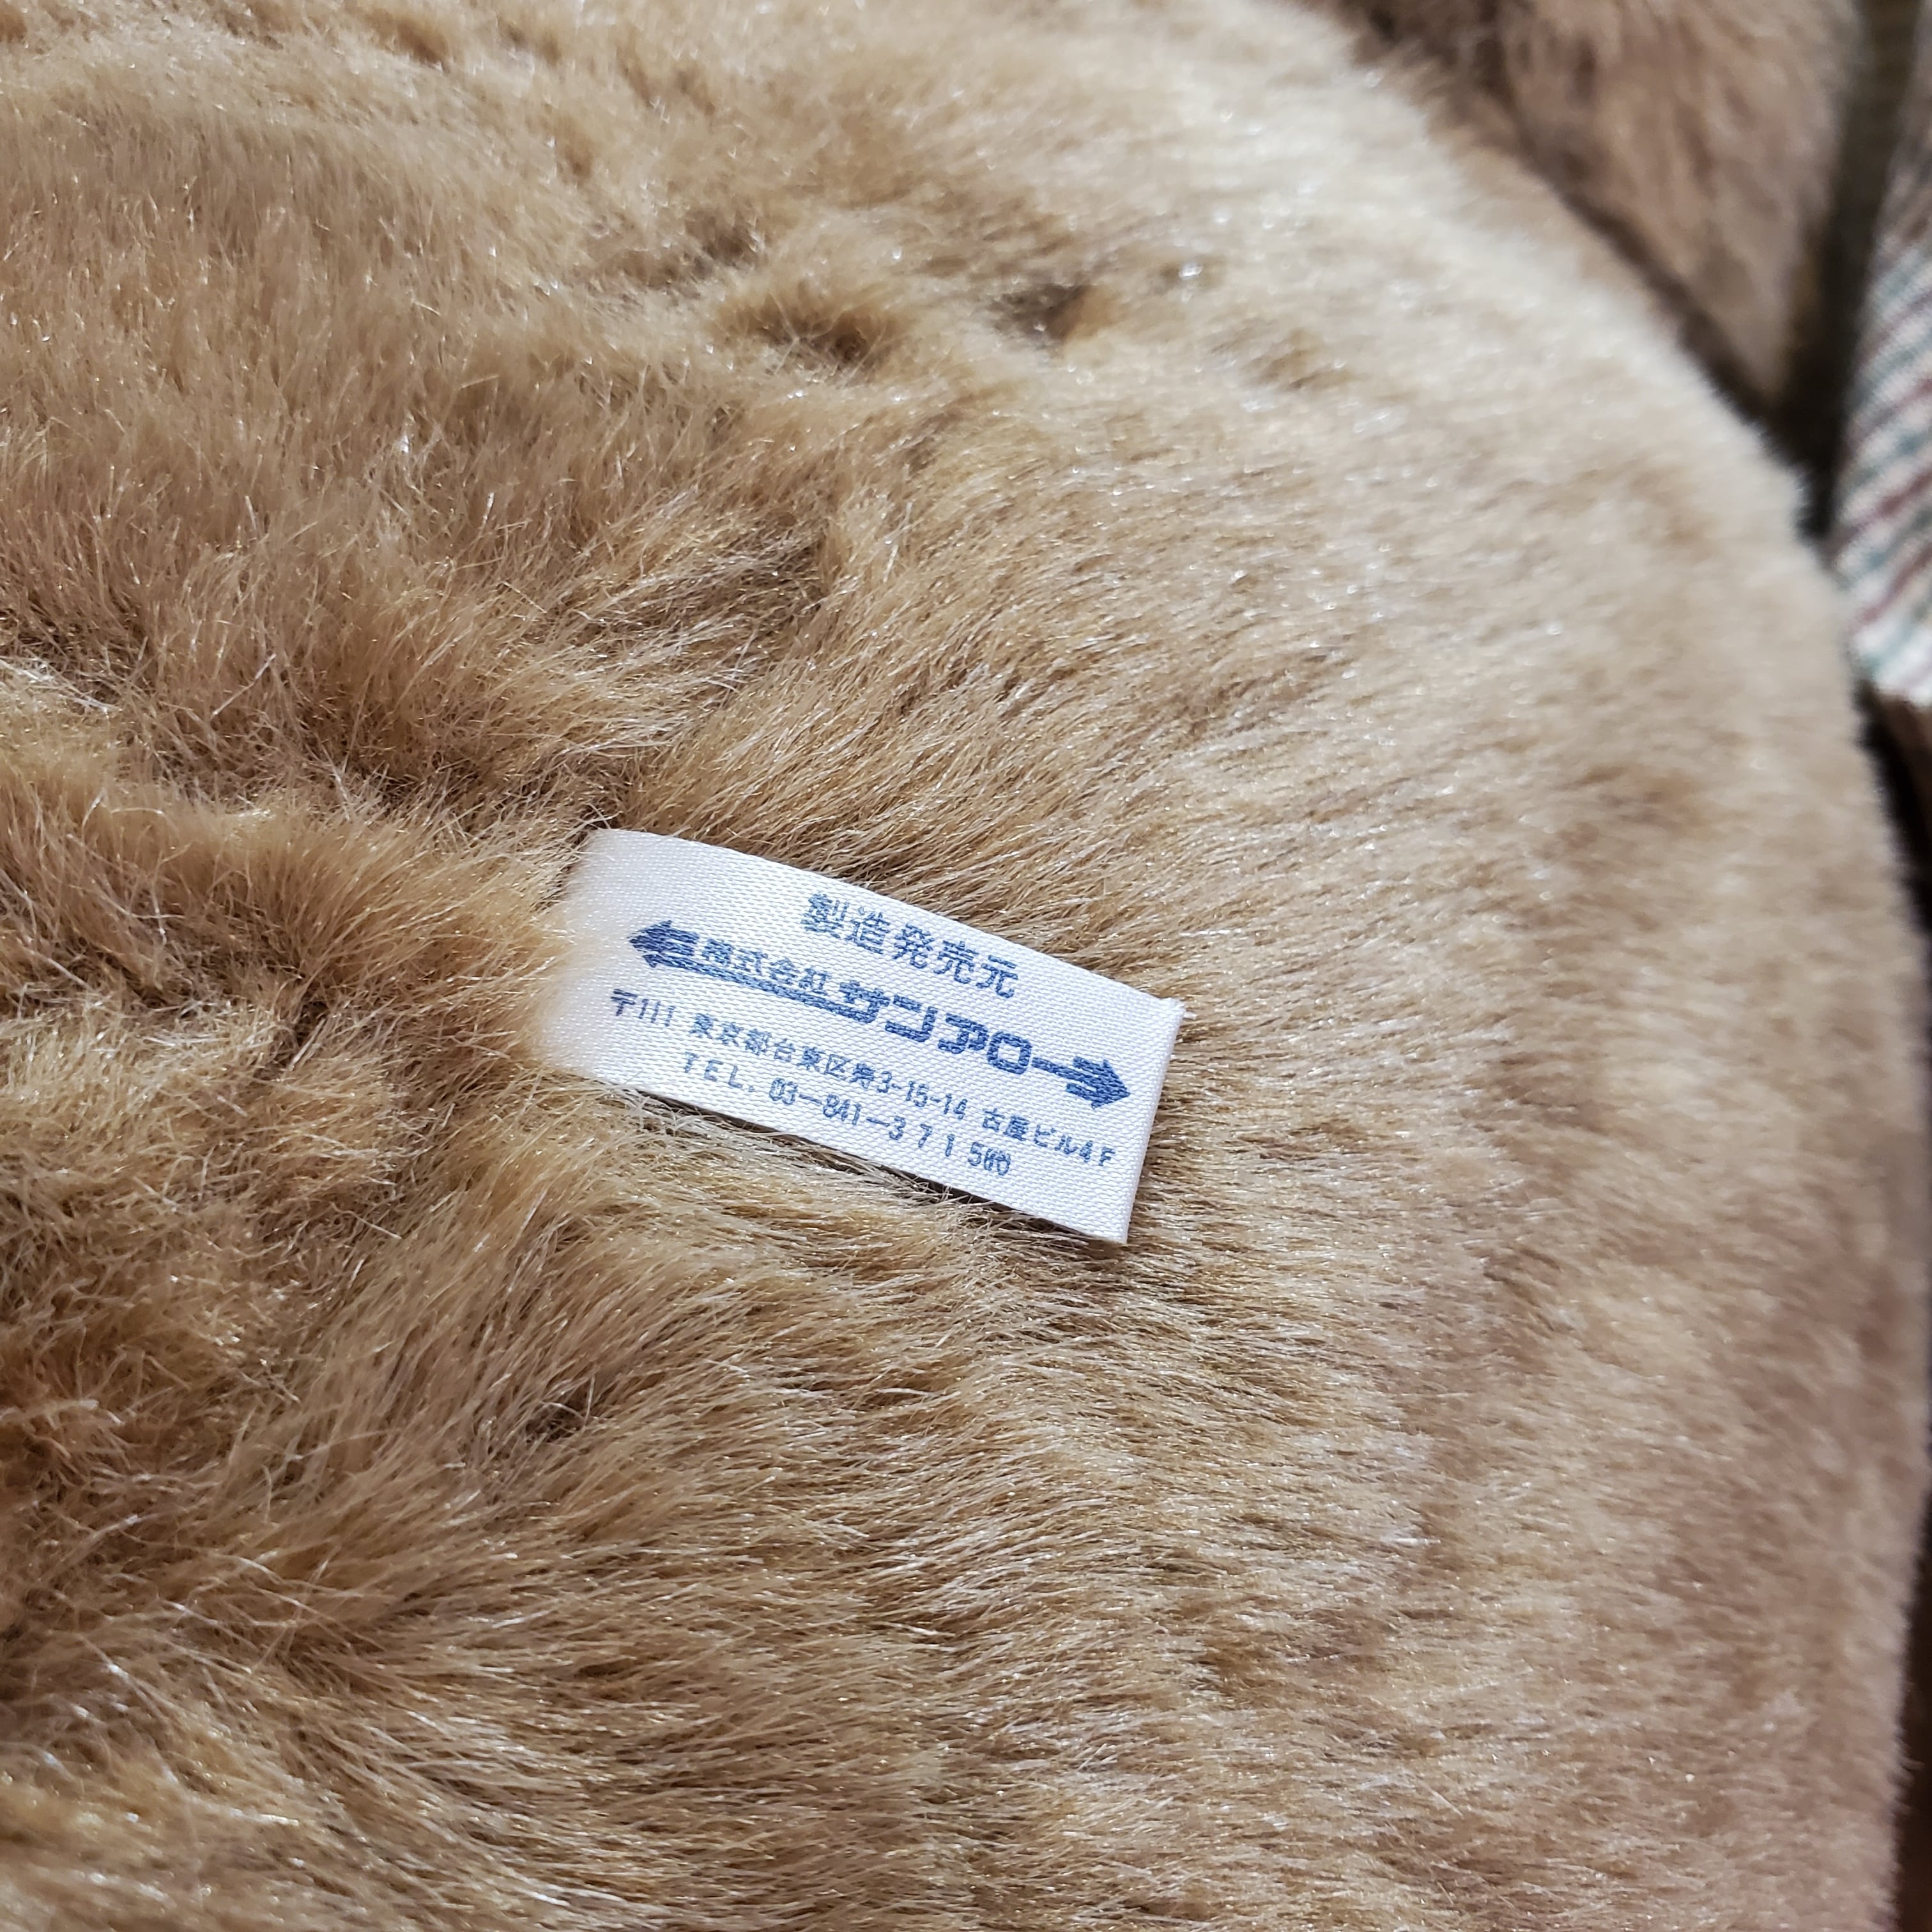 製造発売元
株式会社サンアロー
〒111 東京都台東区寿3-15-14 古屋ビル4F
TEL. 03-841-3715㈹